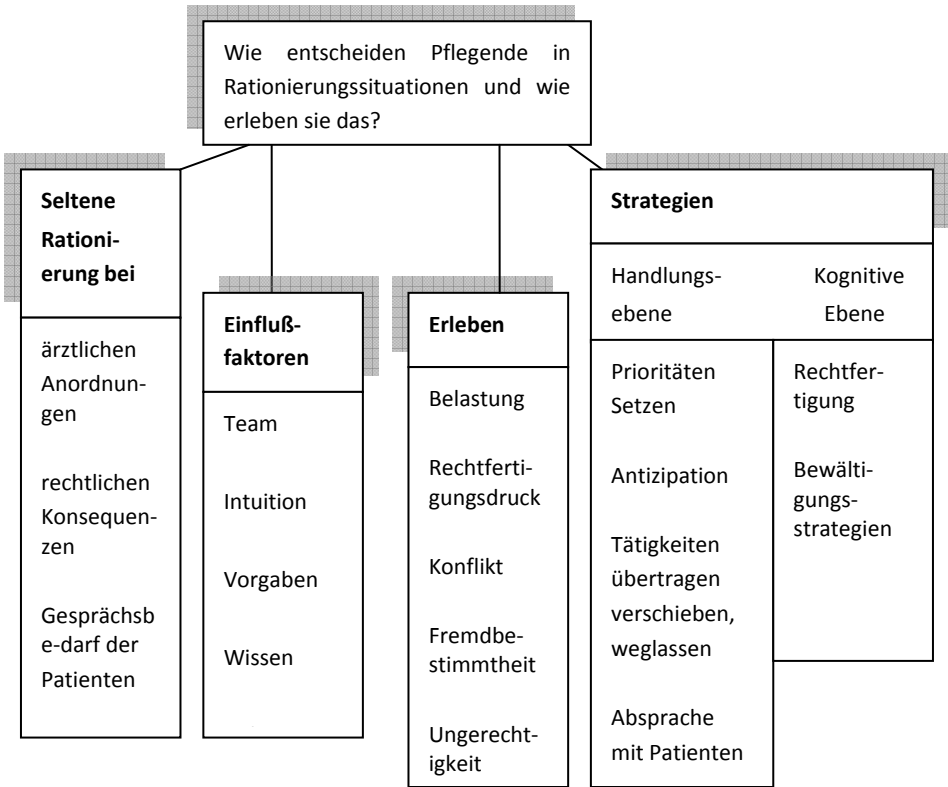 Wie entscheiden Pflegende in
Rationierungssituationen und wie
erleben sie das?
Seltene
Rationi-
erung bei
ärztlichen
Anordnun-
gen
rechtlichen
Konsequen-
zen
Gesprächsb
e-darf der
Patienten
Einfluß-
faktoren
Team
Intuition
Vorgaben
Wissen
Erleben
Belastung
Rechtferti-
gungsdruck
Konflikt
Fremdbe-
stimmtheit
Ungerecht-
igkeit
Strategien
Handlungs-
ebene
Kognitive
Ebene
Prioritäten
Setzen
Antizipation
Tätigkeiten
übertragen
verschieben,
weglassen
Absprache
mit Patienten
Rechtfer-
tigung
Bewälti-
gungs-
strategien